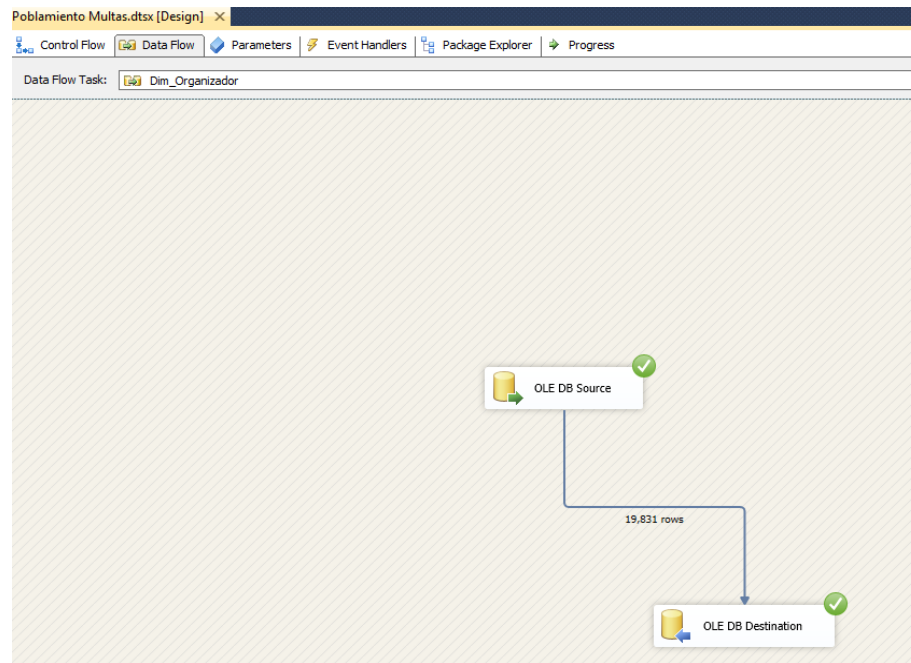 Poblamiento Multas.dtsx [Design]
Control Flow Data Flow Parameters Event Handlers Package Explorer Progress
Data Flow Task: Dim_Organizador
OLE DB Source
19,831 rows
OLE DB Destination